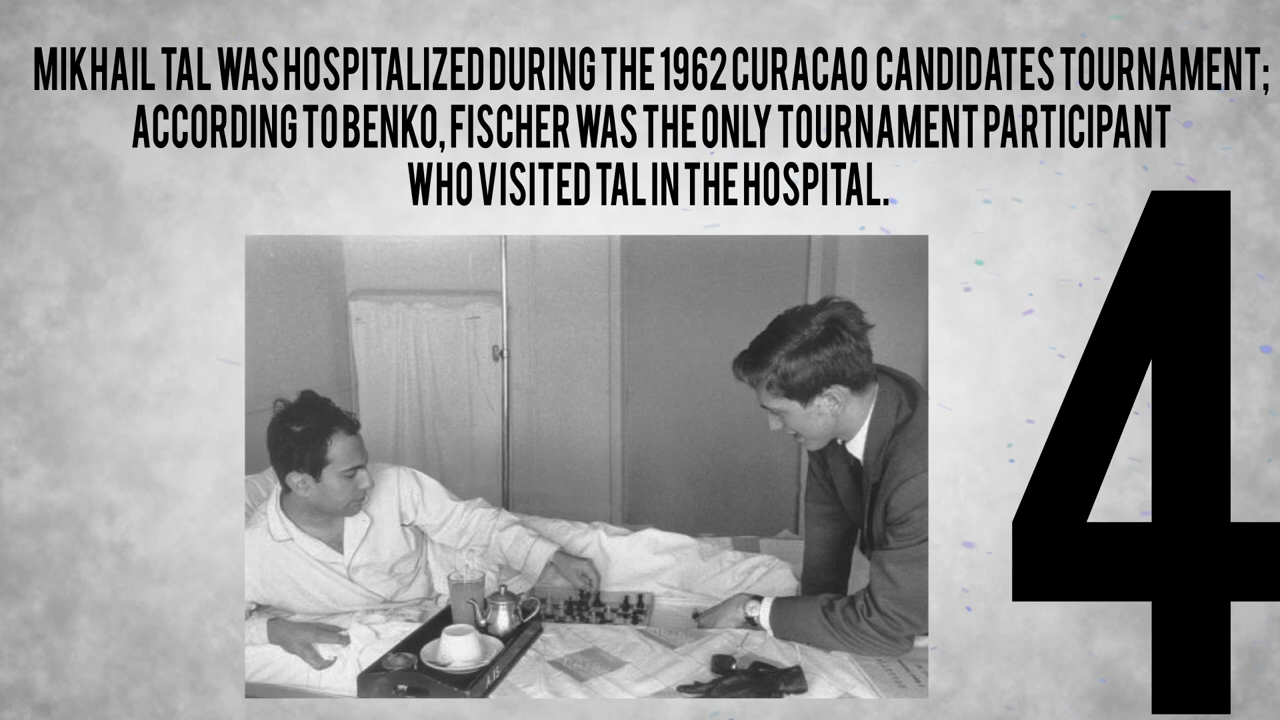 MIKHAIL TAL WAS HOSPITALIZED DURING THE 1962 CURACAO CANDIDATES TOURNAMENT;
ACCORDING TO BENKO, FISCHER WAS THE ONLY TOURNAMENT PARTICIPANT
WHO VISITED TAL IN THE HOSPITAL.
4